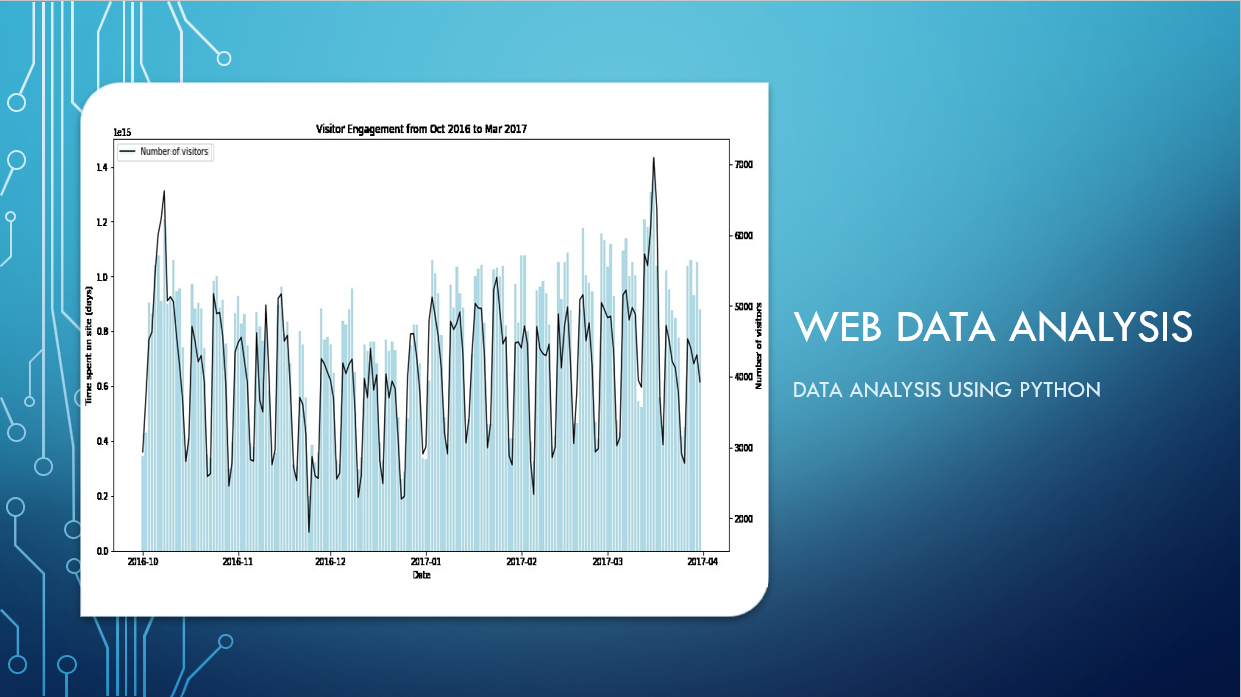 1e15
Visitor Engagement from Oct 2016 to Mar 2017
Number of visitors
1.4
1.2
1.0
0.8
0.6
0.4
0.2
0.0
Time spent on site (days)
7000
6000
5000
4000
3000
2000
Number of visitors
2016-10 2016-11 2016-12 2017-01 2017-02 2017-03 2017-04
Date
WEB DATA ANALYSIS
DATA ANALYSIS USING PYTHON